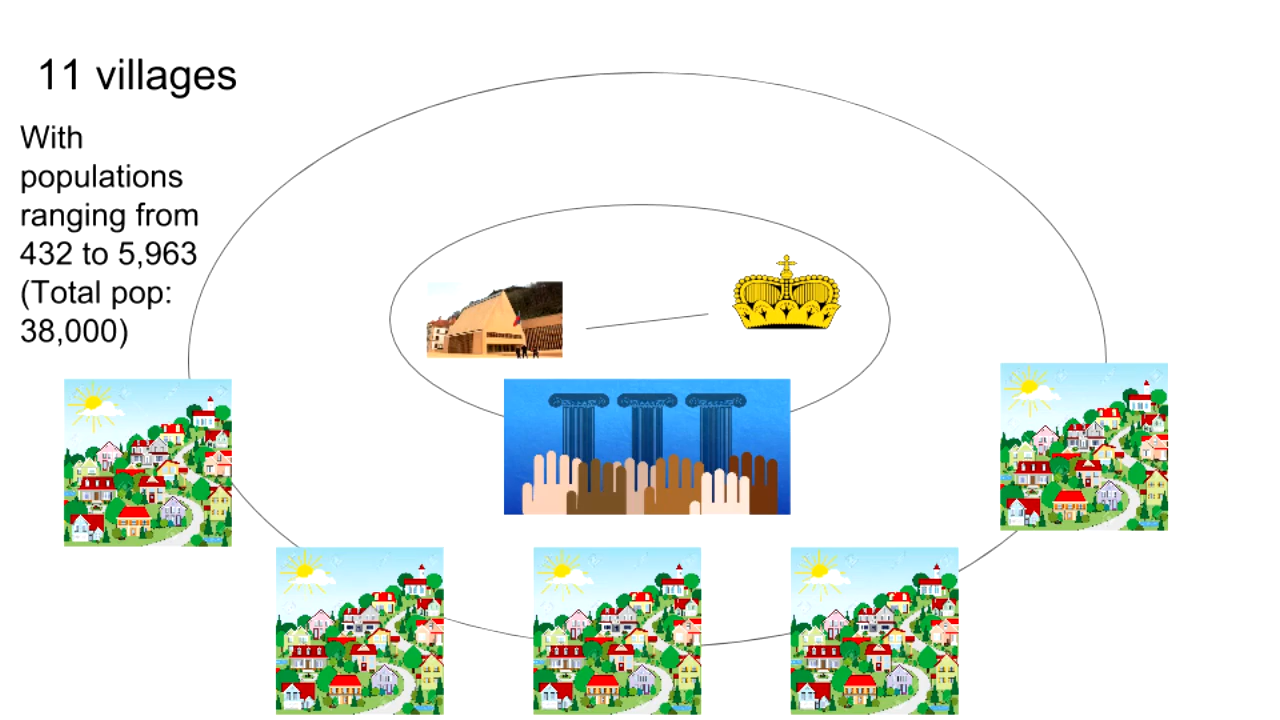 11 villages
With
populations
ranging from
432 to 5,963
(Total pop:
38,000)